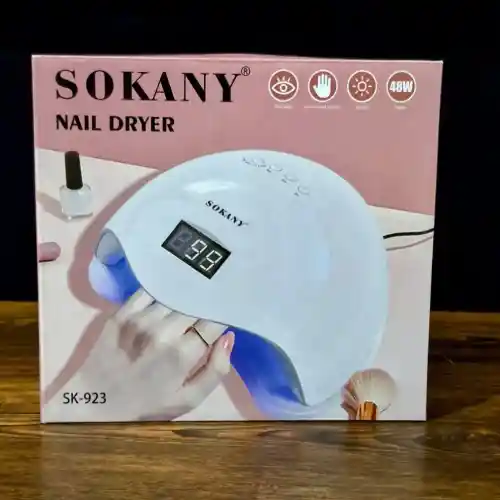 SOKANY®
NAIL DRYER
48W
SOKANY
99
SK-923